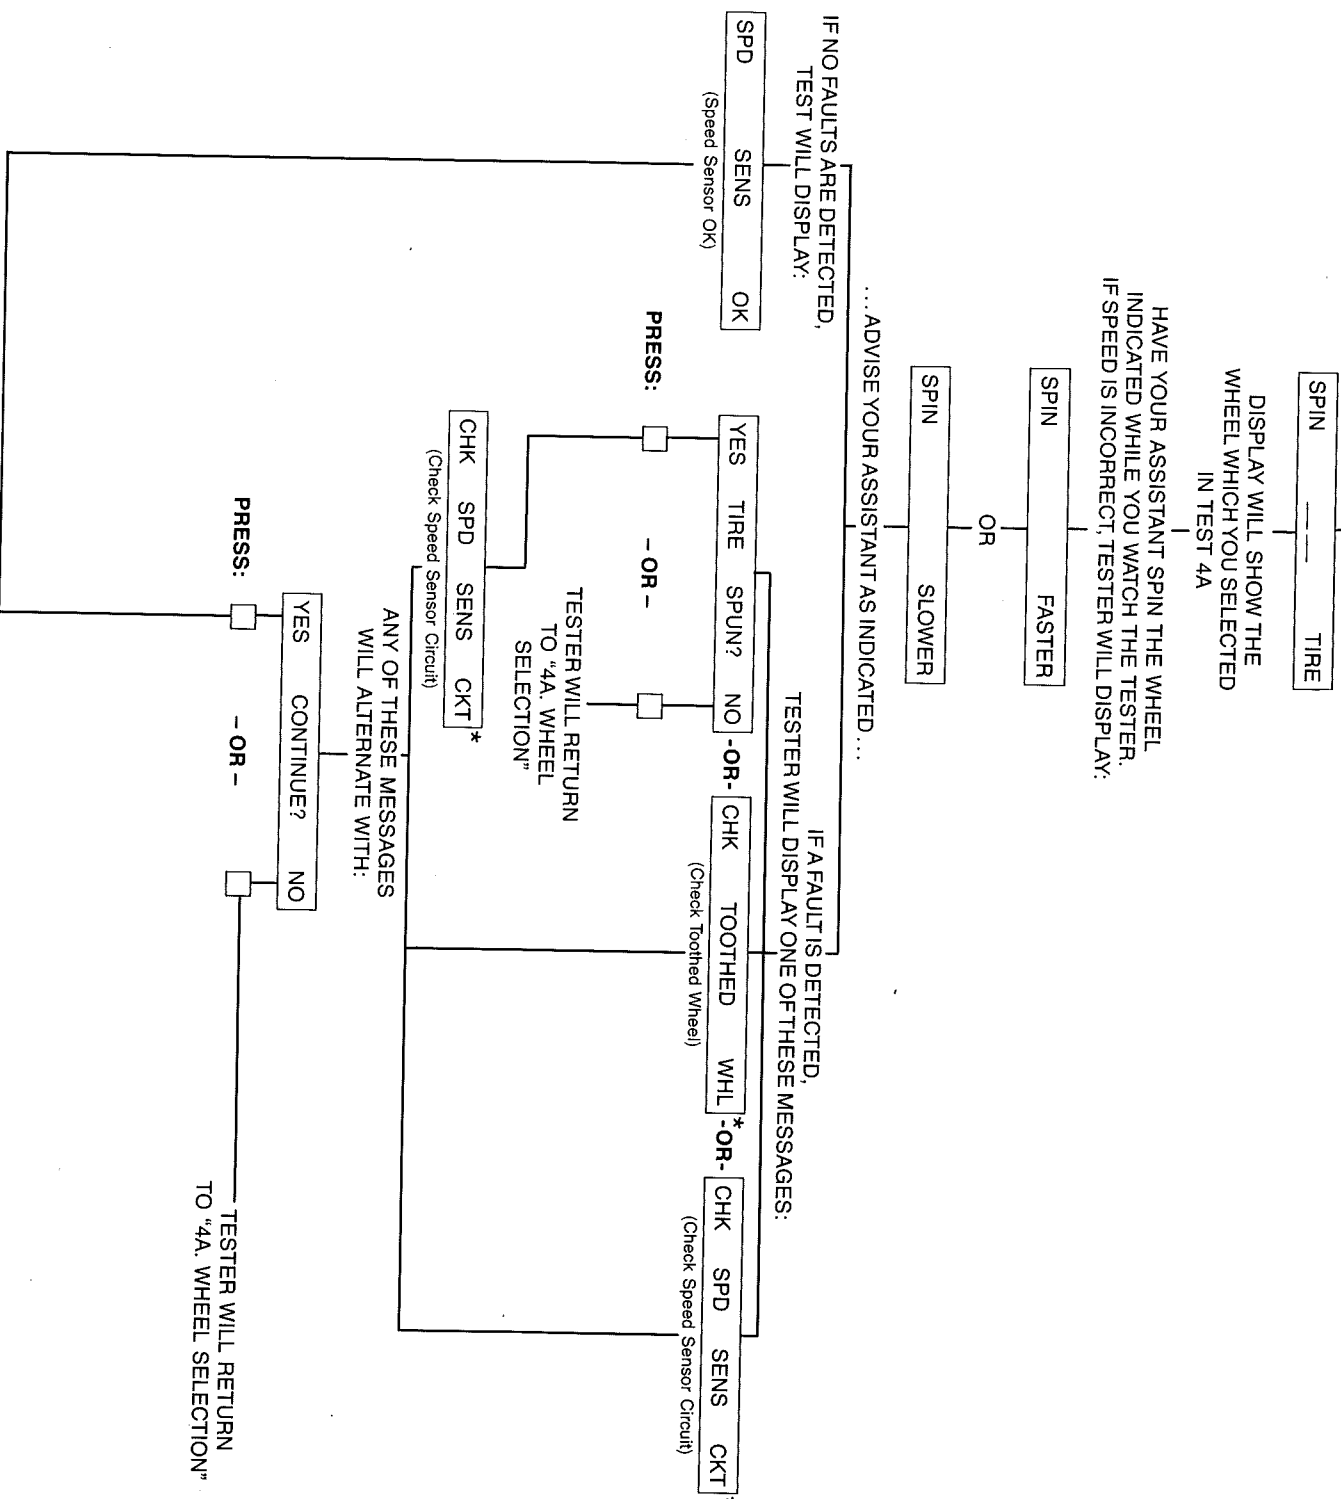 SPIN __ __ TIRE
DISPLAY WILL SHOW THE
WHEEL WHICH YOU SELECTED
IN TEST 4A
HAVE YOUR ASSISTANT SPIN THE WHEEL
INDICATED WHILE YOU WATCH THE TESTER.
IF SPEED IS INCORRECT, TESTER WILL DISPLAY:
SPIN FASTER
OR
SPIN SLOWER
...ADVISE YOUR ASSISTANT AS INDICATED...
IF NO FAULTS ARE DETECTED,
TEST WILL DISPLAY:
SPD SENS OK
(Speed Sensor OK)
IF A FAULT IS DETECTED,
TESTER WILL DISPLAY ONE OF THESE MESSAGES:
YES TIRE SPUN? NO
-OR-
CHK TOOTHED WHL*
(Check Toothed Wheel)
-OR-
CHK SPD SENS CKT
(Check Speed Sensor Circuit)
PRESS:
– OR –
TESTER WILL RETURN
TO “4A. WHEEL
SELECTION”
CHK SPD SENS CKT*
(Check Speed Sensor Circuit)
ANY OF THESE MESSAGES
WILL ALTERNATE WITH:
YES CONTINUE? NO
PRESS:
– OR –
TESTER WILL RETURN
TO “4A. WHEEL SELECTION”